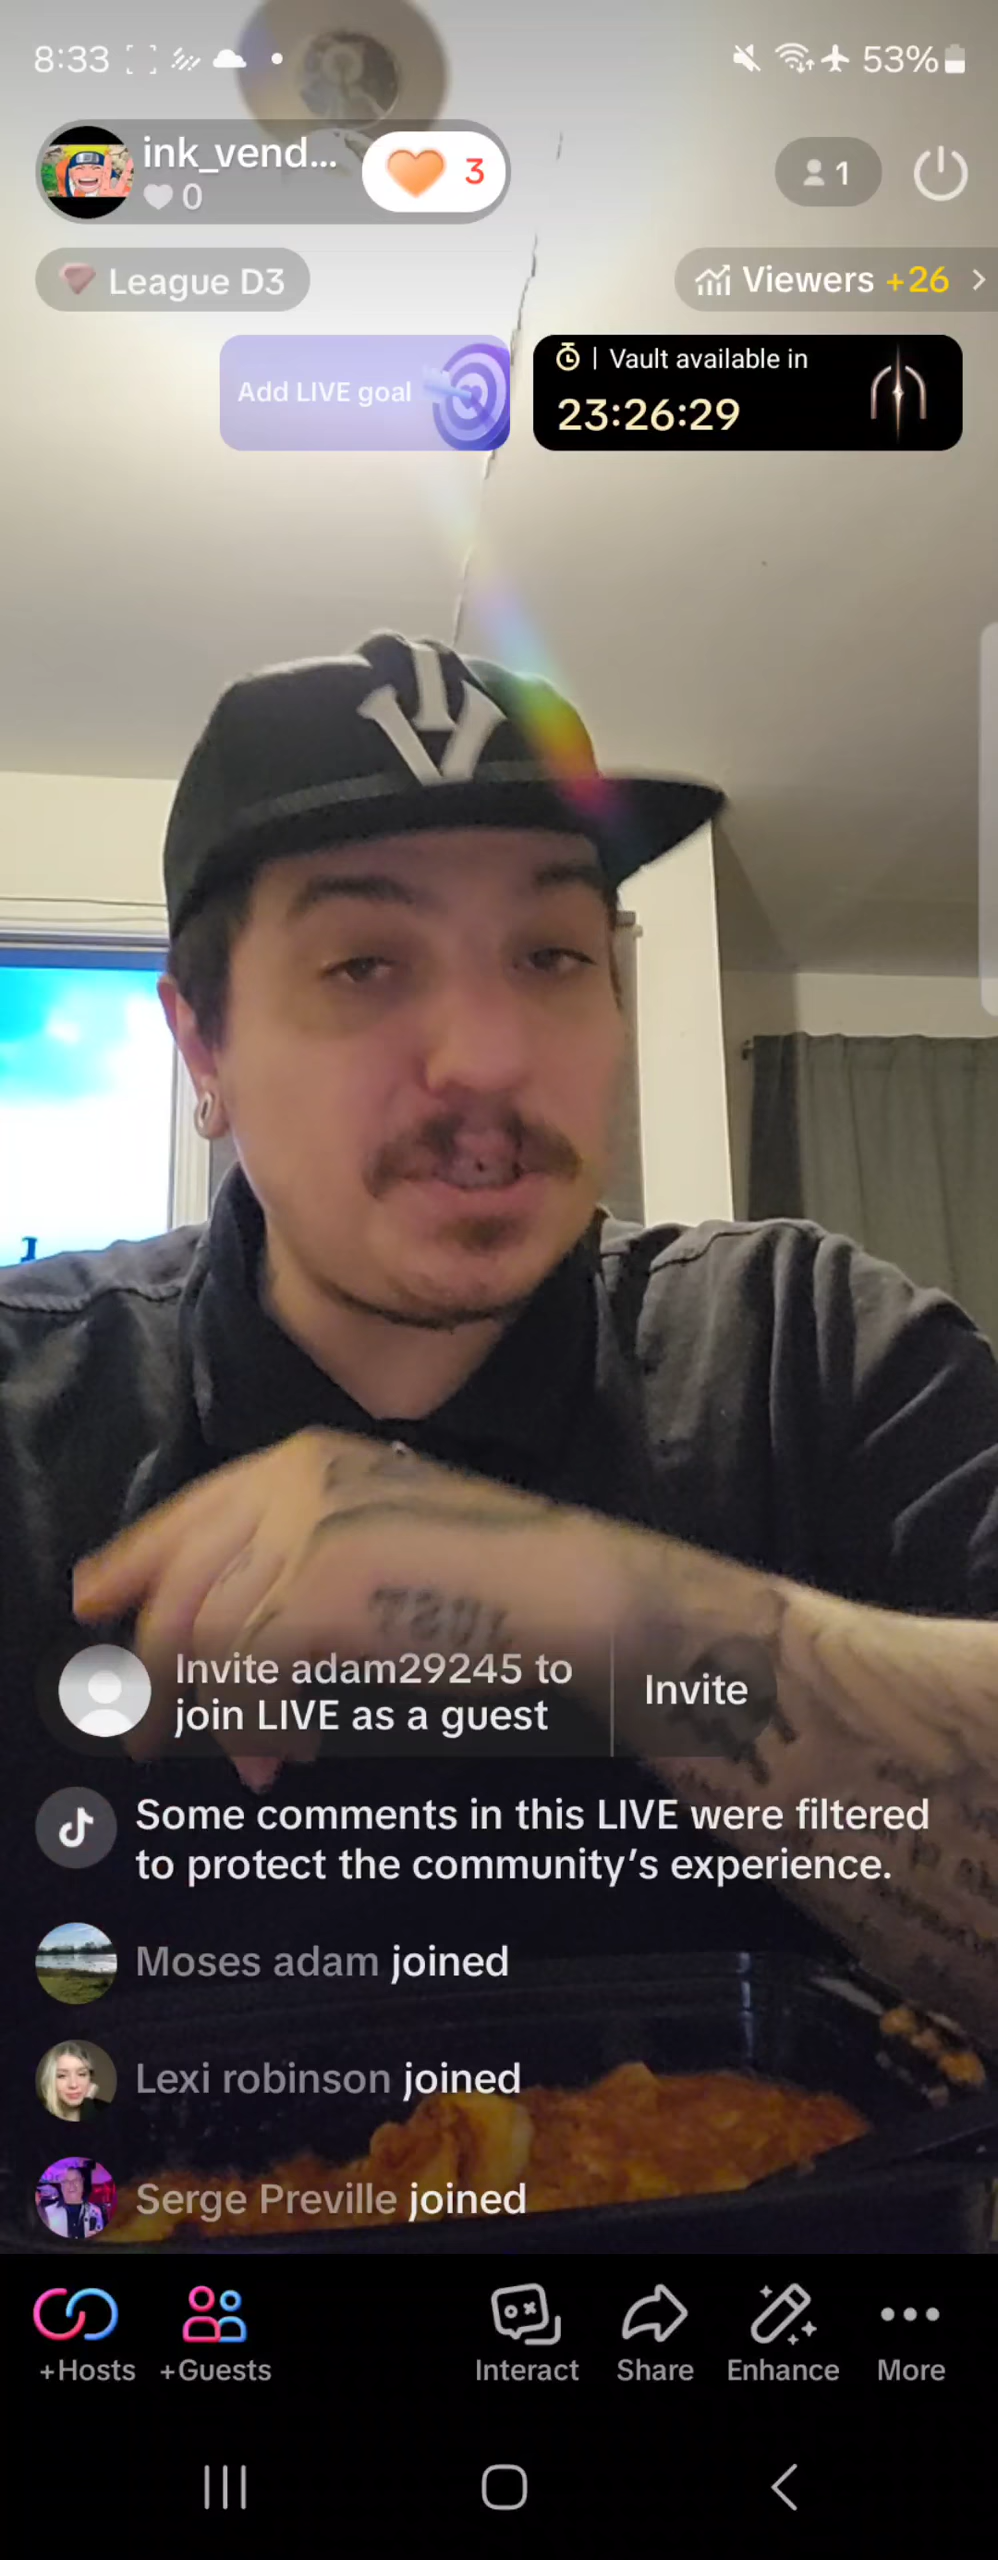 8:33
53%
ink_vend...
0
3
1
League D3
Viewers +26 >
Add LIVE goal
| Vault available in
23:26:29
Invite adam29245 to
join LIVE as a guest
Invite
Some comments in this LIVE were filtered
to protect the community's experience.
Moses adam joined
Lexi robinson joined
Serge Preville joined
+Hosts
+Guests
Interact
Share
Enhance
More